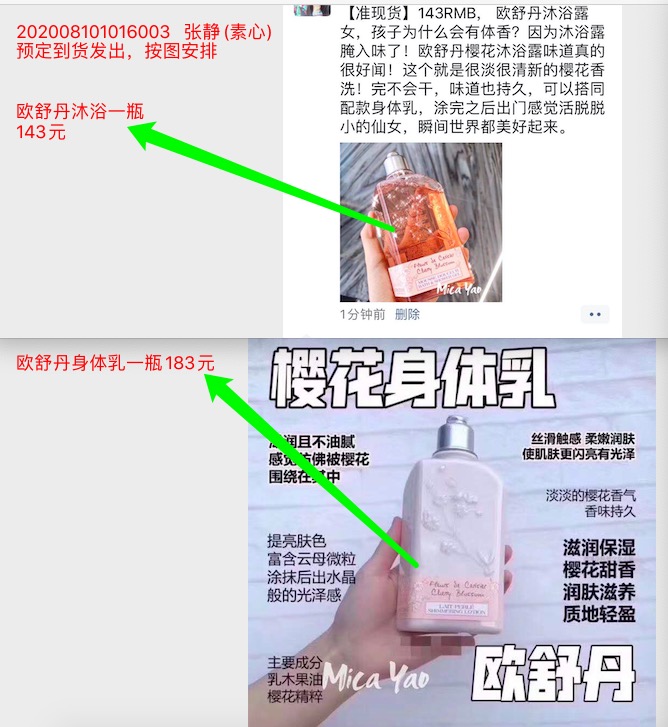 202008101016003 张静(素心)
预定到货发出，按图安排
欧舒丹沐浴一瓶
143元
【准现货】143RMB， 欧舒丹沐浴露
女，孩子为什么会有体香？因为沐浴露
腌入味了！欧舒丹樱花沐浴露味道真的
很好闻！这个就是很淡很清新的樱花香
洗！完不会干，味道也持久，可以搭同
配款身体乳，涂完之后出门感觉活脱脱
小的仙女，瞬间世界都美好起来。
Fleurs de Cerisier
Cherry Blossom
Mica Yao
1分钟前 删除
欧舒丹身体乳一瓶183元
樱花身体乳
润且不油腻
感觉仿佛被樱花
围绕在其中
丝滑触感 柔嫩润肤
使肌肤更闪亮有光泽
淡淡的樱花香气
香味持久
提亮肤色
富含云母微粒
涂抹后出水晶
般的光泽感
滋润保湿
樱花甜香
润肤滋养
质地轻盈
Fleurs de Cerisier
Cherry Blossom
LAIT PERLÉ
SHIMMERING LOTION
主要成分
乳木果油
樱花精粹
Mica Yao
欧舒丹